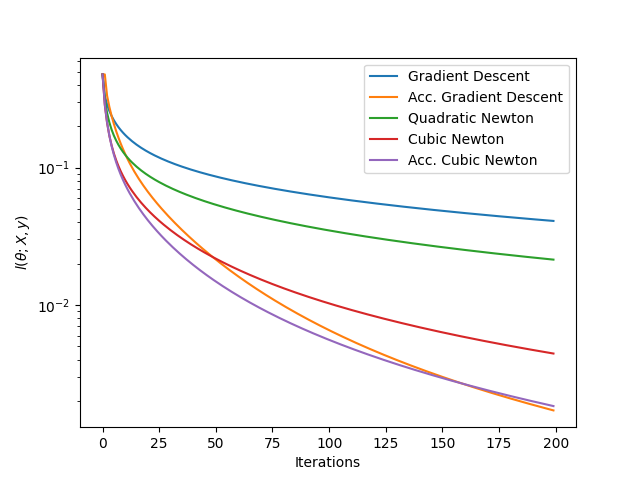 Gradient Descent
Acc. Gradient Descent
Quadratic Newton
Cubic Newton
Acc. Cubic Newton
10⁻¹
10⁻²
l(θ; X, y)
0 25 50 75 100 125 150 175 200
Iterations